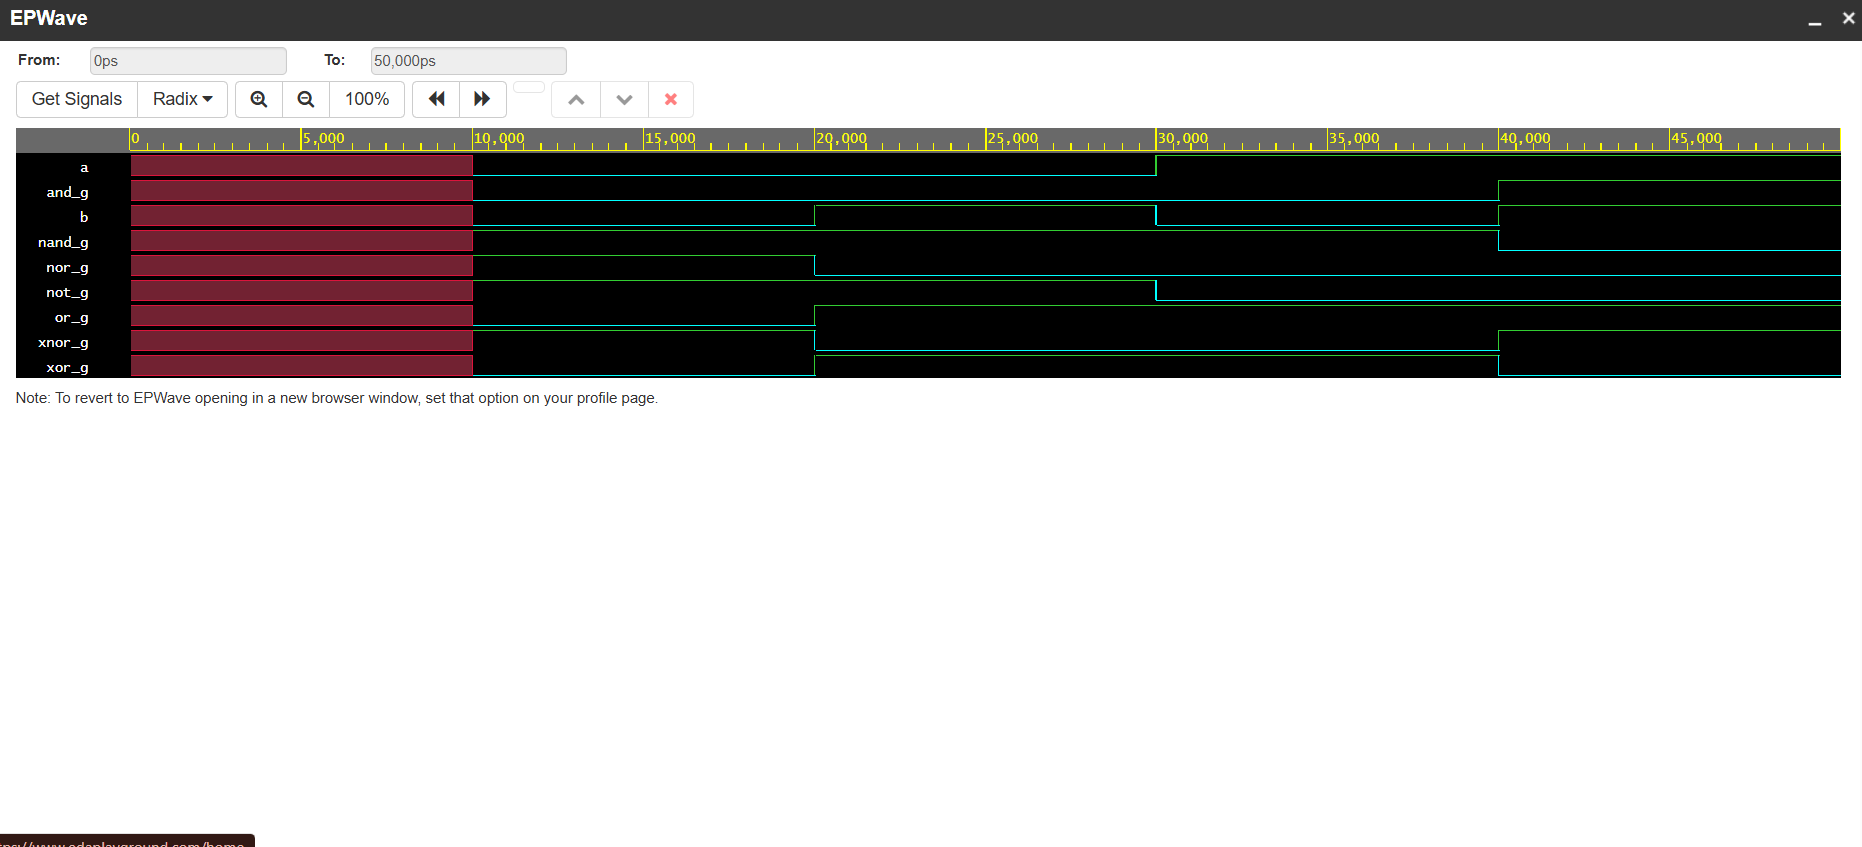 EPWave
From: 0ps To: 50,000ps
Get Signals Radix 100%
0 5,000 10,000 15,000 20,000 25,000 30,000 35,000 40,000 45,000
a
and_g
b
nand_g
nor_g
not_g
or_g
xnor_g
xor_g
Note: To revert to EPWave opening in a new browser window, set that option on your profile page.